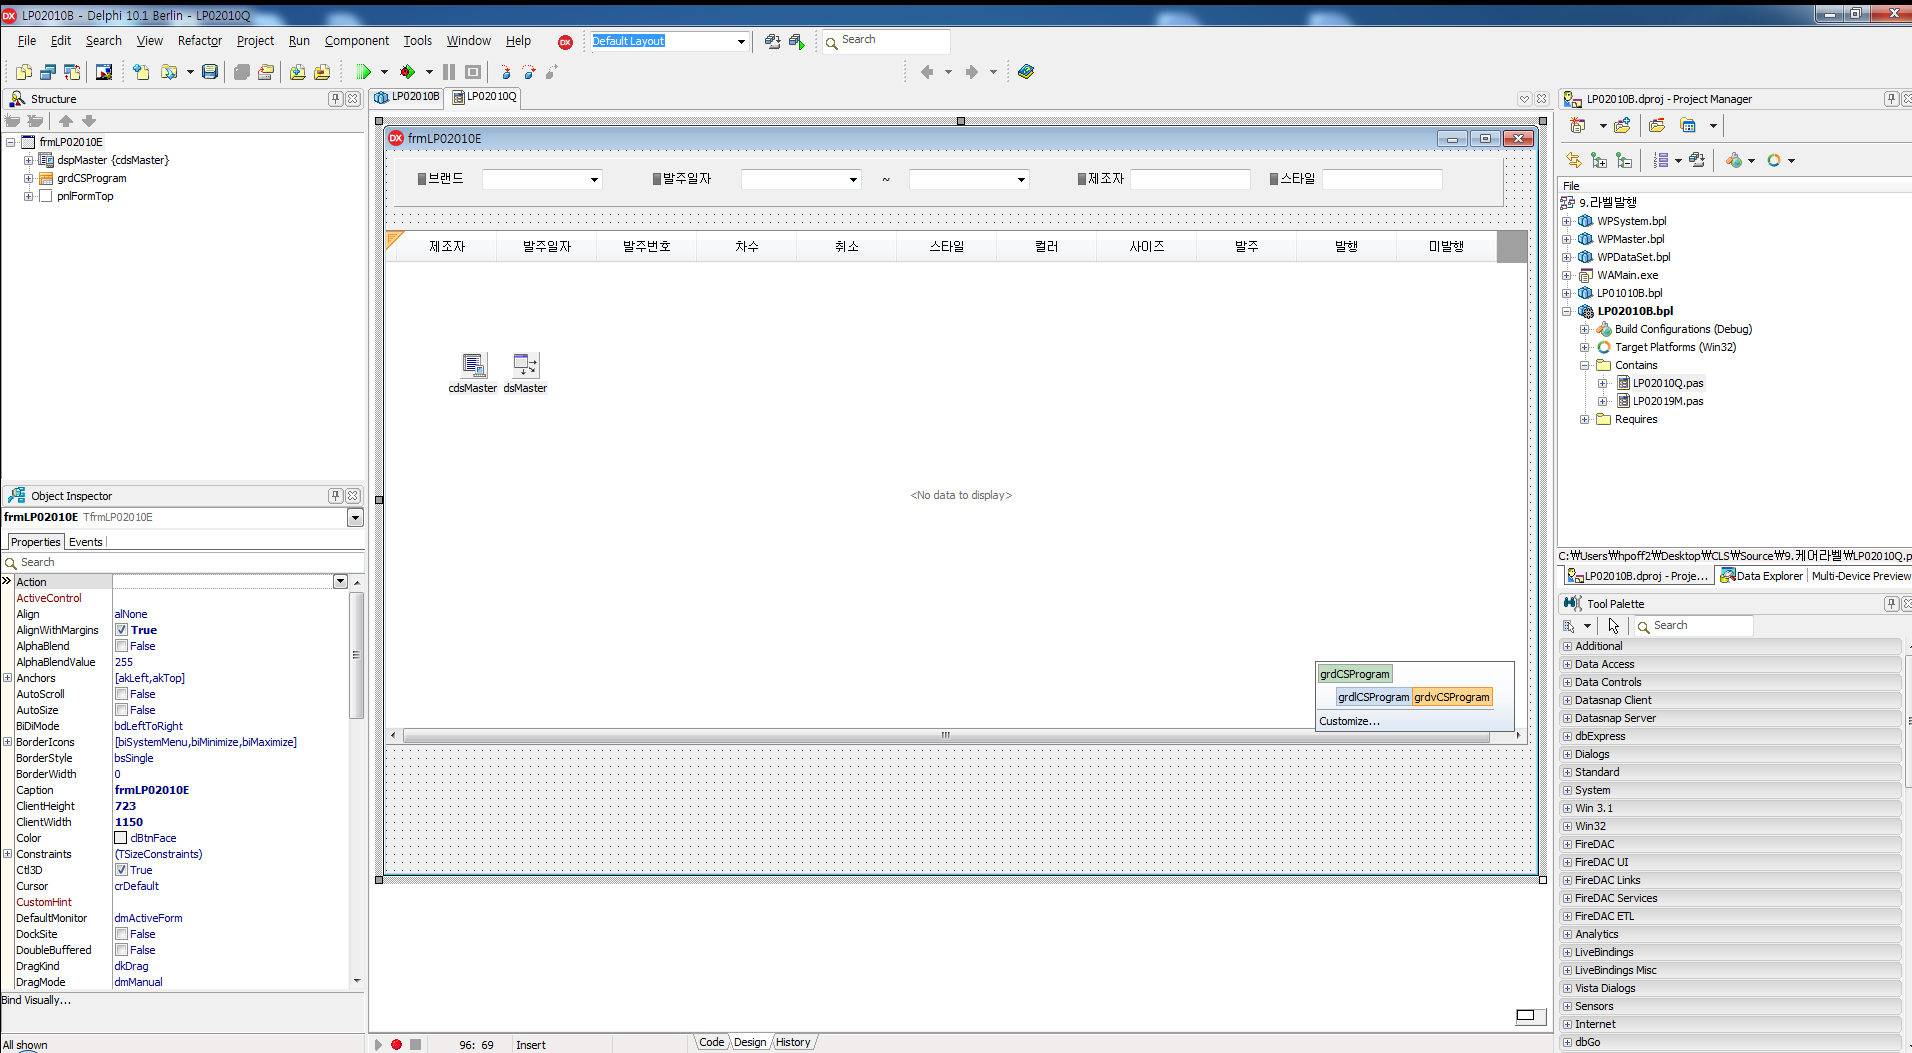 LP02010B - Delphi 10.1 Berlin - LP02010Q
File Edit Search View Refactor Project Run Component Tools Window Help Default Layout Search
Structure
frmLP02010E
dspMaster {cdsMaster}
grdCSProgram
pnlFormTop
Object Inspector
frmLP02010E TfrmLP02010E
Properties Events
Search
Action
ActiveControl
Align alNone
AlignWithMargins True
AlphaBlend False
AlphaBlendValue 255
Anchors [akLeft,akTop]
AutoScroll False
AutoSize False
BiDiMode bdLeftToRight
BorderIcons [biSystemMenu,biMinimize,biMaximize]
BorderStyle bsSingle
BorderWidth 0
Caption frmLP02010E
ClientHeight 723
ClientWidth 1150
Color clBtnFace
Constraints (TSizeConstraints)
Ctl3D True
Cursor crDefault
CustomHint
DefaultMonitor dmActiveForm
DockSite False
DoubleBuffered False
DragKind dkDrag
DragMode dmManual
Bind Visually...
All shown
LP02010B LP02010Q
frmLP02010E
브랜드 발주일자 ~ 제조자 스타일
제조자 발주일자 발주번호 차수 취소 스타일 컬러 사이즈 발주 발행 미발행
cdsMaster dsMaster
<No data to display>
grdCSProgram
grdlCSProgram grdvCSProgram
Customize...
96: 69 Insert Code Design History
LP02010B.dproj - Project Manager
File
9.라벨발행
WPSystem.bpl
WPMaster.bpl
WPDataSet.bpl
WAMain.exe
LP01010B.bpl
LP02010B.bpl
Build Configurations (Debug)
Target Platforms (Win32)
Contains
LP02010Q.pas
LP02019M.pas
Requires
C:₩Users₩hpoff2₩Desktop₩CLS₩Source₩9.케어라벨₩LP02010Q.p
LP02010B.dproj - Proje... Data Explorer Multi-Device Preview
Tool Palette
Search
Additional
Data Access
Data Controls
Datasnap Client
Datasnap Server
dbExpress
Dialogs
Standard
System
Win 3.1
Win32
FireDAC
FireDAC UI
FireDAC Links
FireDAC Services
FireDAC ETL
Analytics
LiveBindings
LiveBindings Misc
Vista Dialogs
Sensors
Internet
dbGo